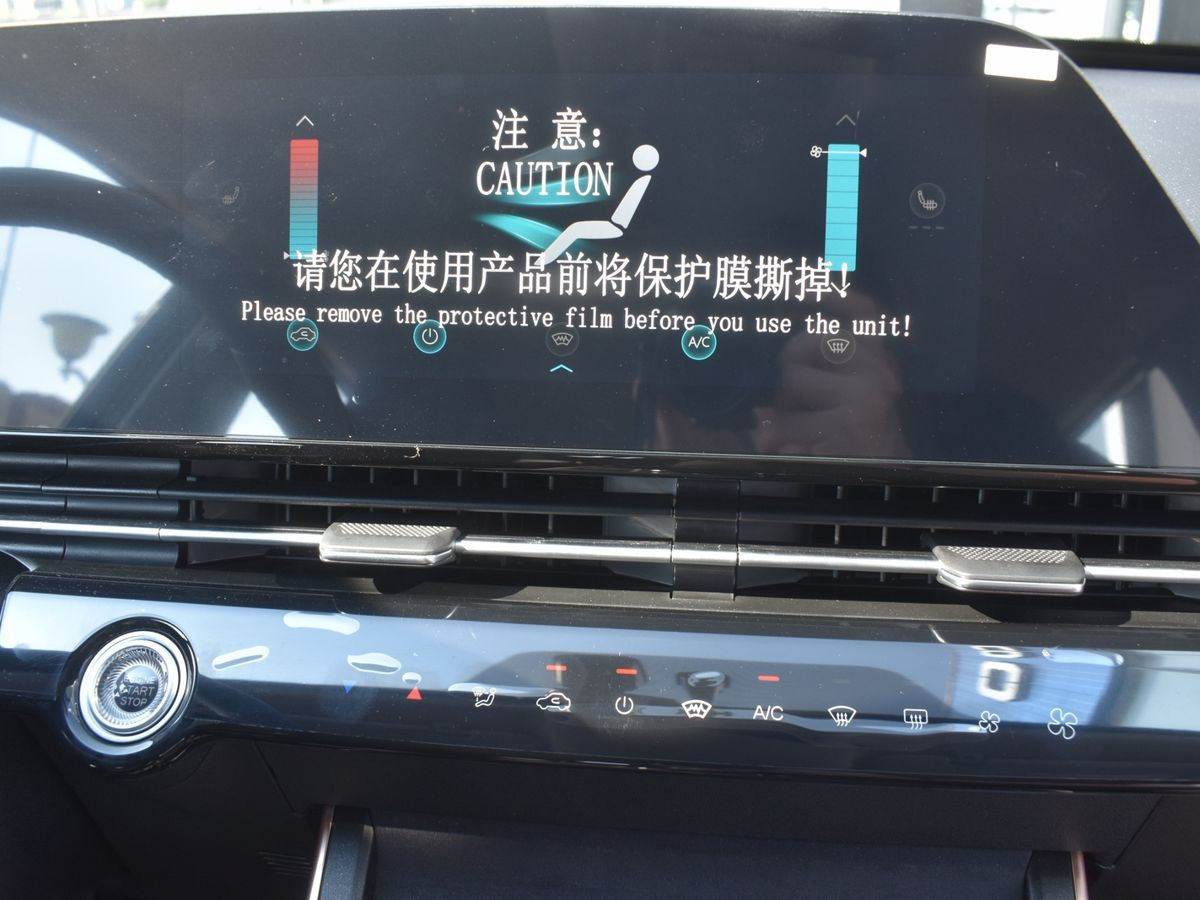 注 意：
CAUTION
请您在使用产品前将保护膜撕掉！
Please remove the protective film before you use the unit!
A/C
ENGINE
START
STOP
A/C